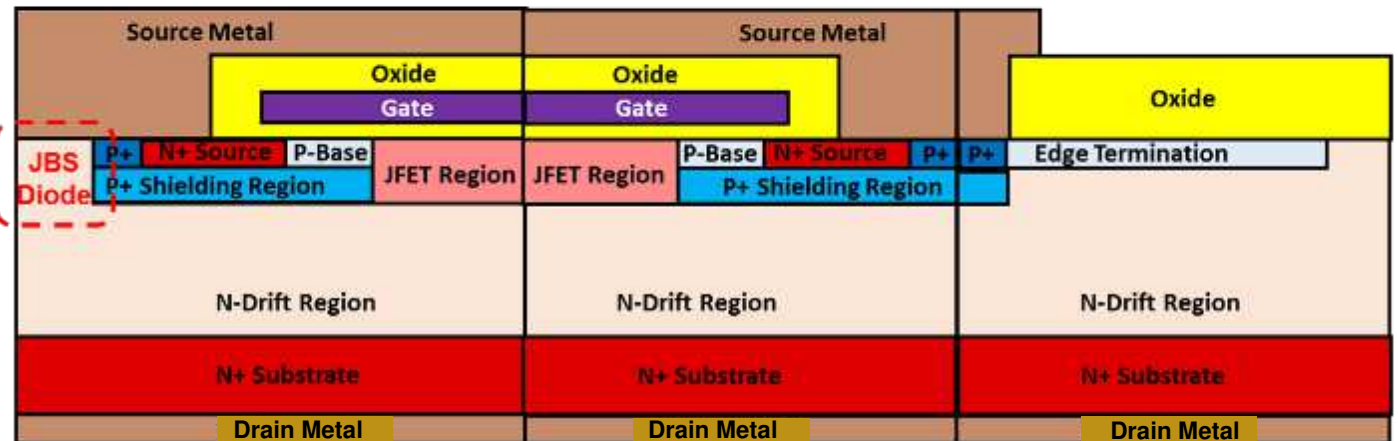 Source Metal
Source Metal
Oxide
Oxide
Gate
Gate
Oxide
JBS
Diode
P+
N+ Source
P-Base
JFET Region
P+ Shielding Region
JFET Region
P-Base
N+ Source
P+
P+
Edge Termination
P+ Shielding Region
N-Drift Region
N-Drift Region
N-Drift Region
N+ Substrate
N+ Substrate
N+ Substrate
Drain Metal
Drain Metal
Drain Metal